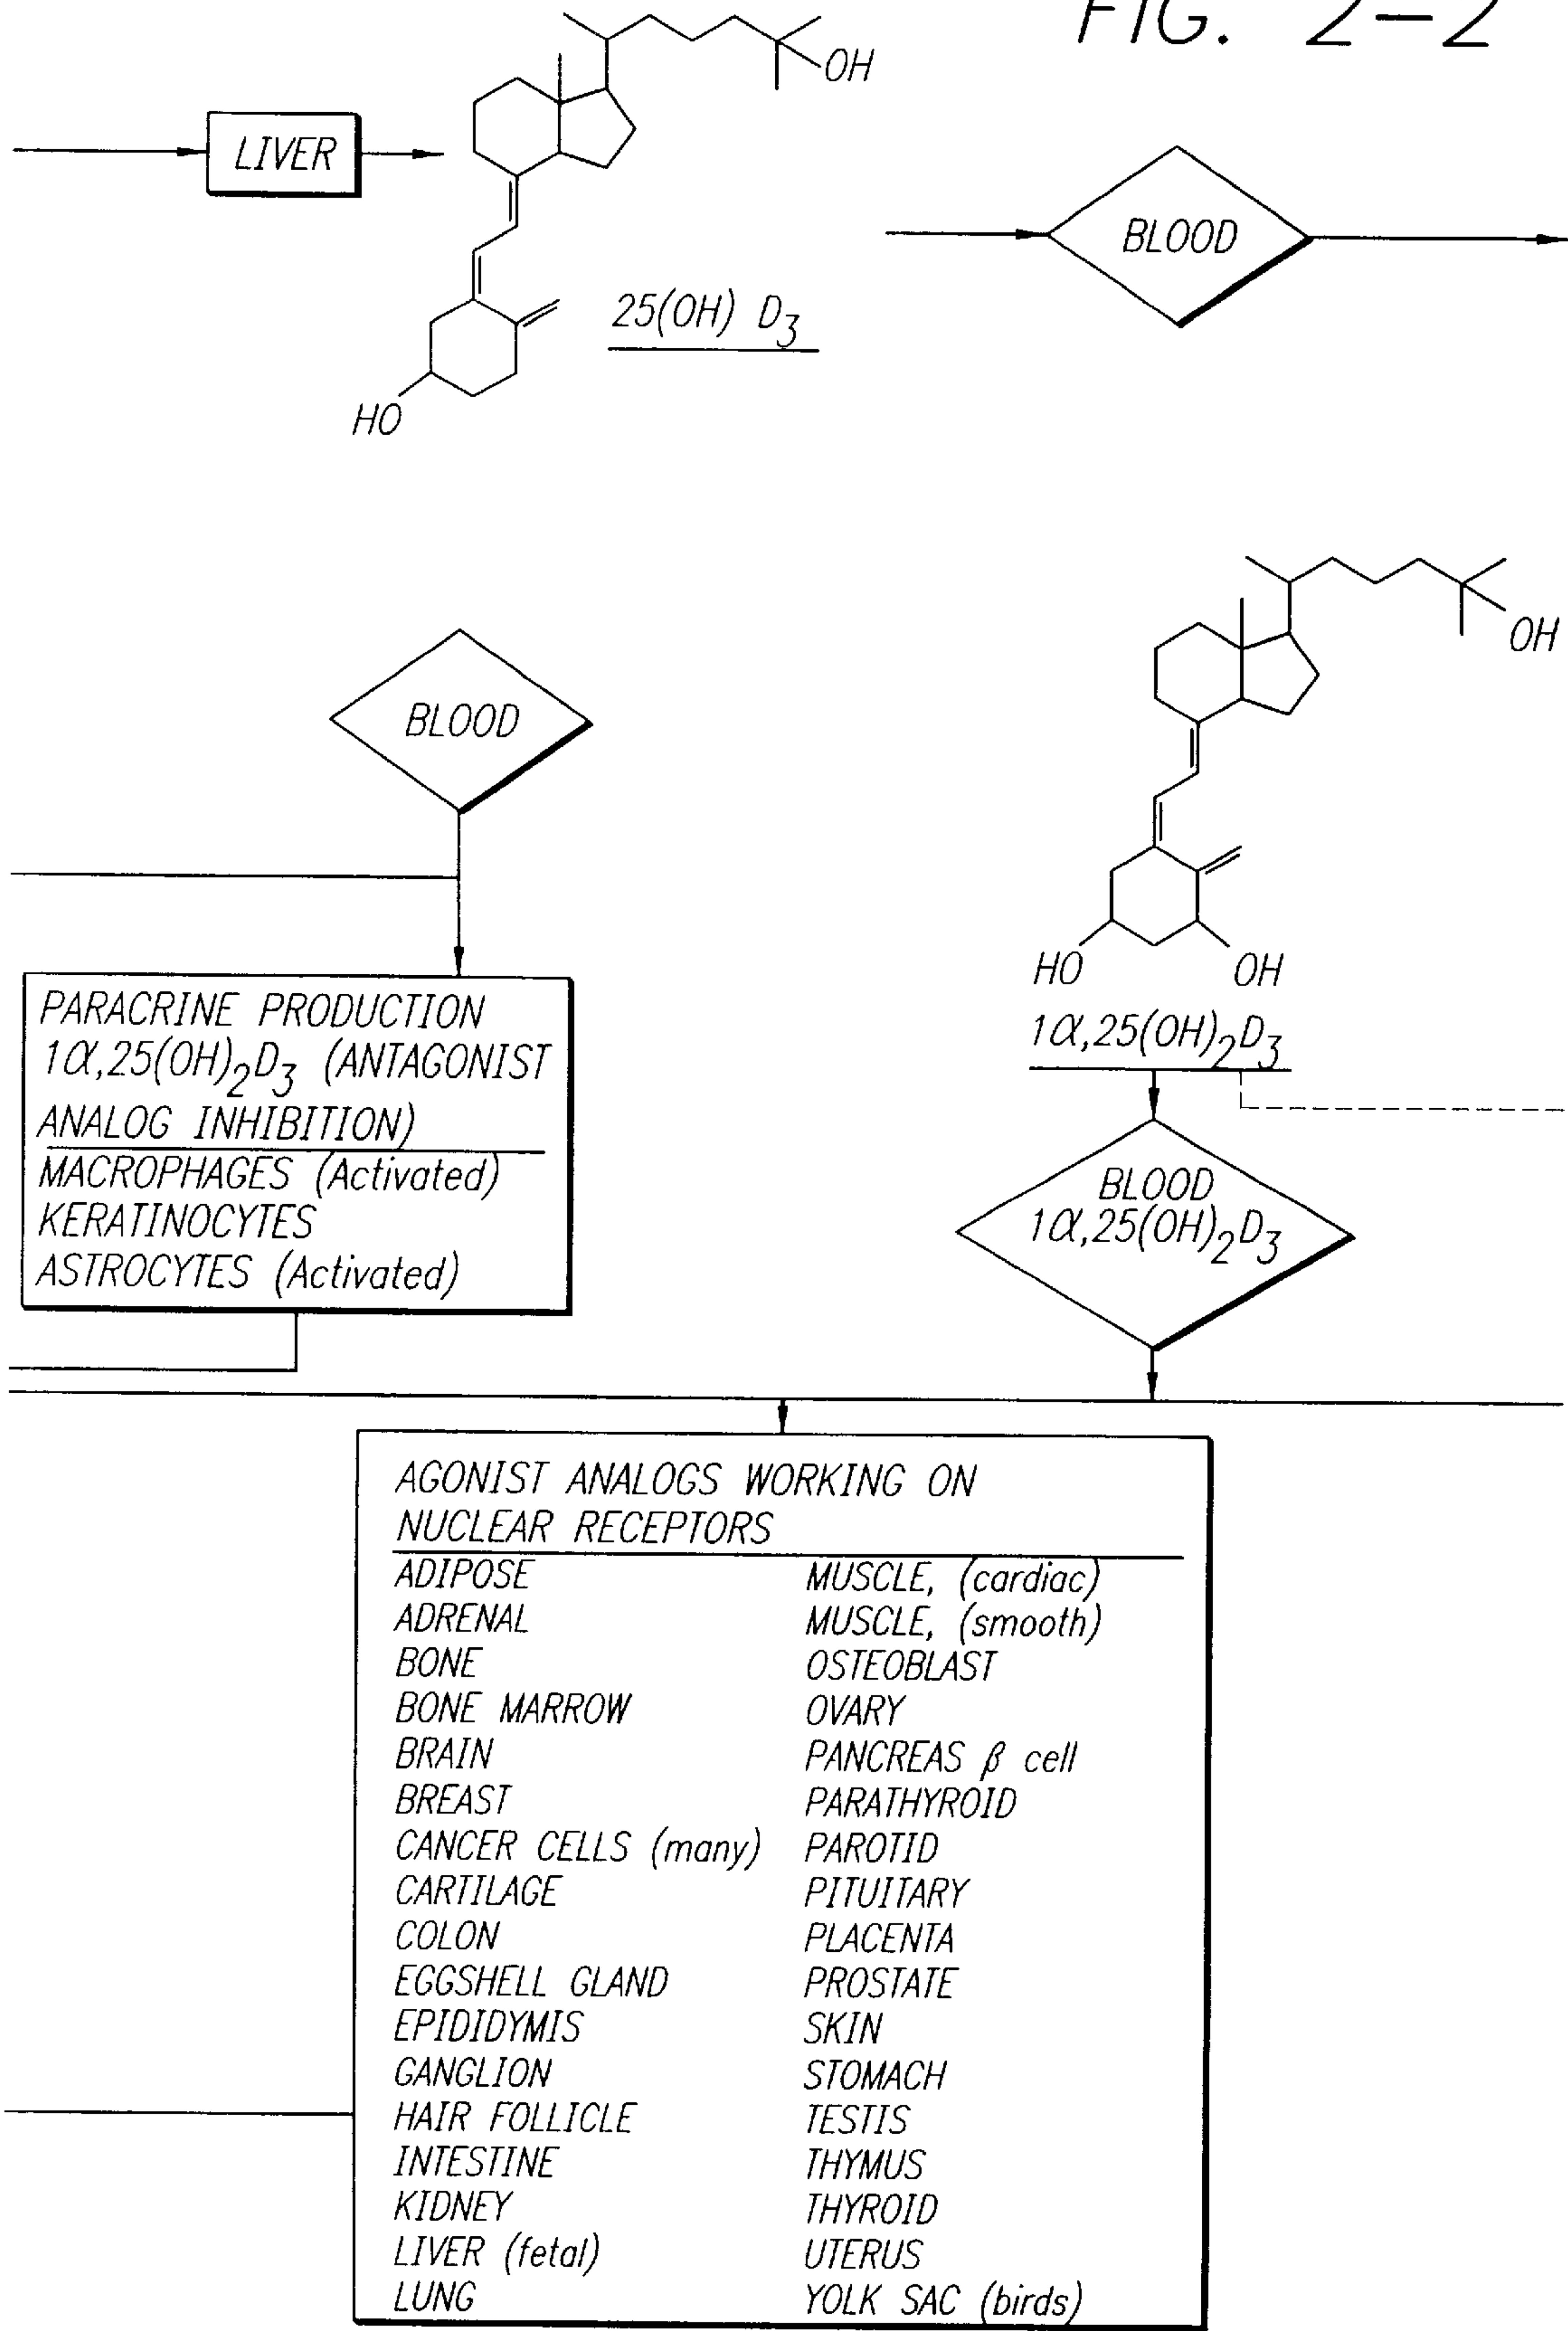 FIG. 2-2
OH
LIVER
BLOOD
25(OH) D3
HO
OH
BLOOD
HO OH
1α,25(OH)2D3
PARACRINE PRODUCTION
1α,25(OH)2D3 (ANTAGONIST
ANALOG INHIBITION)
MACROPHAGES (Activated)
KERATINOCYTES
ASTROCYTES (Activated)
BLOOD
1α,25(OH)2D3
AGONIST ANALOGS WORKING ON
NUCLEAR RECEPTORS
ADIPOSE
ADRENAL
BONE
BONE MARROW
BRAIN
BREAST
CANCER CELLS (many)
CARTILAGE
COLON
EGGSHELL GLAND
EPIDIDYMIS
GANGLION
HAIR FOLLICLE
INTESTINE
KIDNEY
LIVER (fetal)
LUNG
MUSCLE, (cardiac)
MUSCLE, (smooth)
OSTEOBLAST
OVARY
PANCREAS β cell
PARATHYROID
PAROTID
PITUITARY
PLACENTA
PROSTATE
SKIN
STOMACH
TESTIS
THYMUS
THYROID
UTERUS
YOLK SAC (birds)